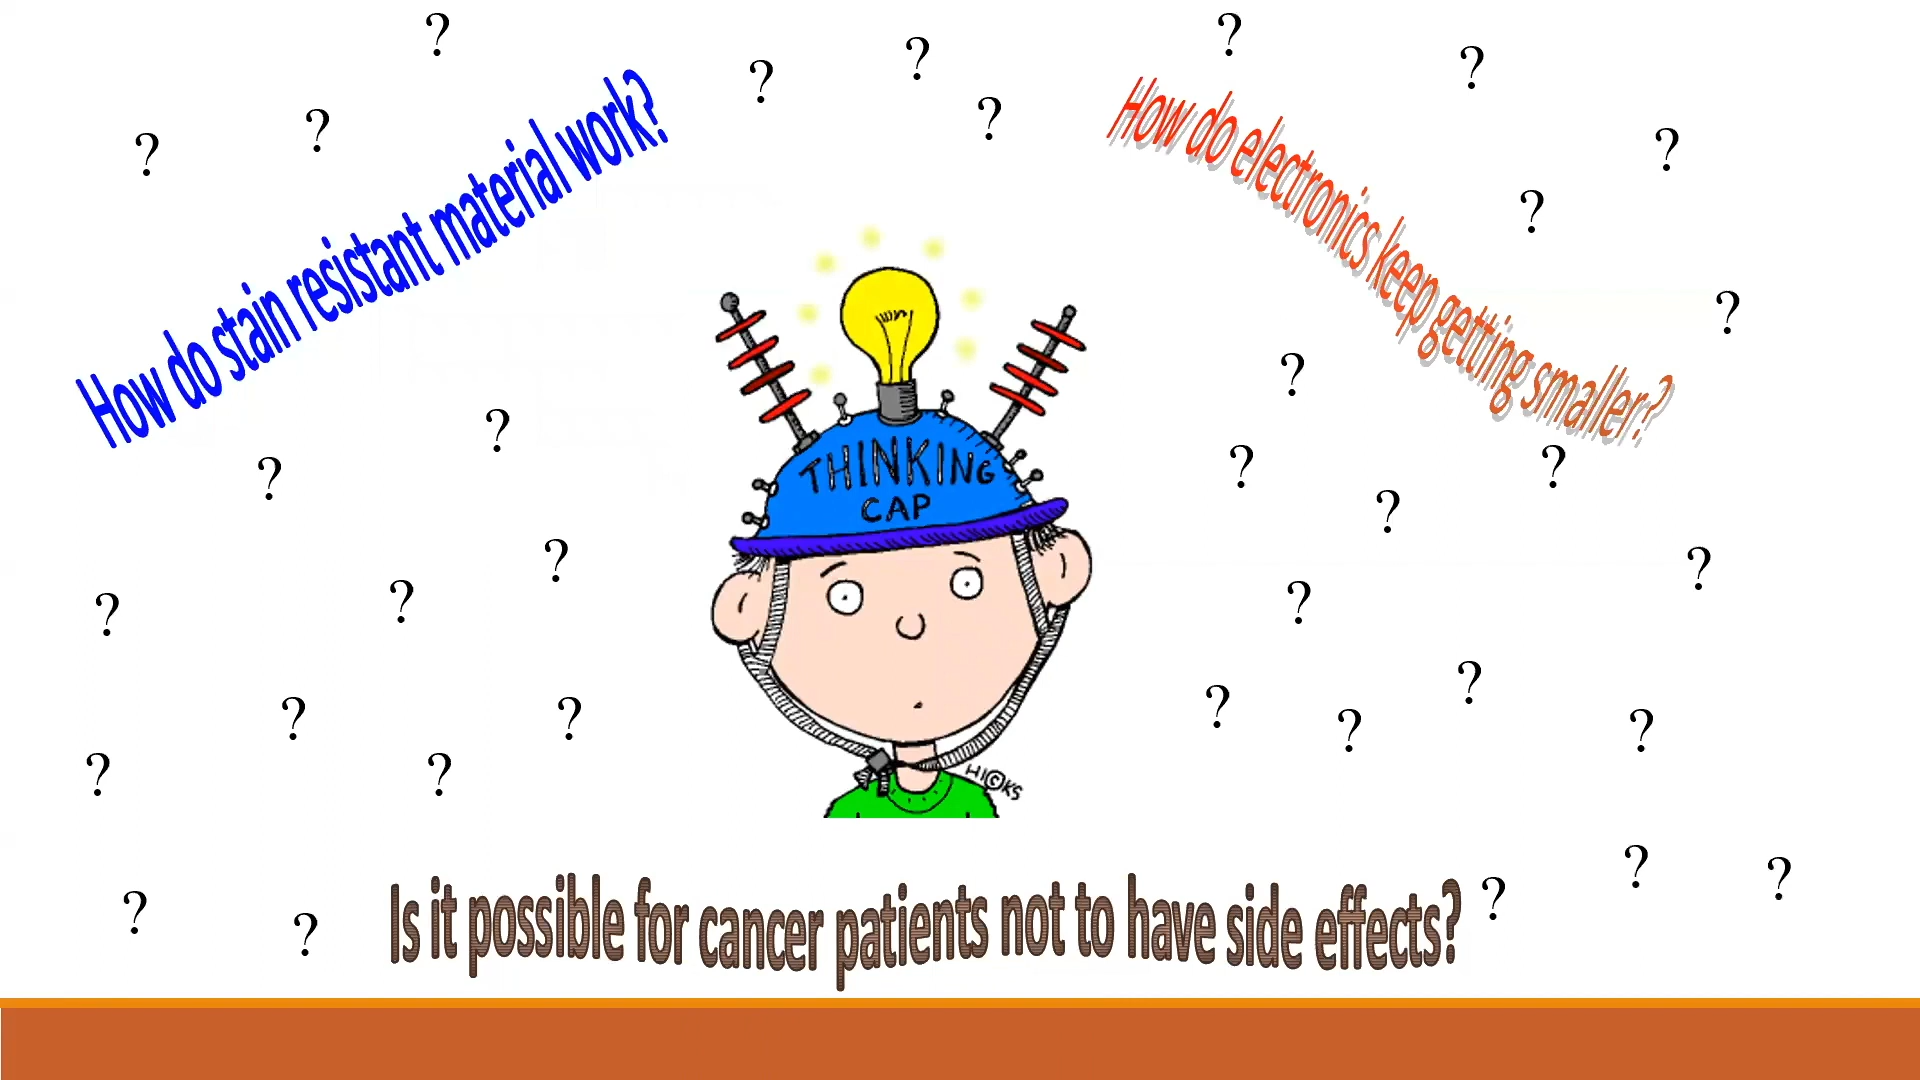 How do stain resistant material work?
How do electronics keep getting smaller?
THINKING
CAP
HICKS
Is it possible for cancer patients not to have side effects?
? ? ? ? ? ? ? ? ? ? ? ? ? ? ? ? ? ? ? ? ? ? ? ? ? ? ? ? ? ? ? ? ? ? ? ?